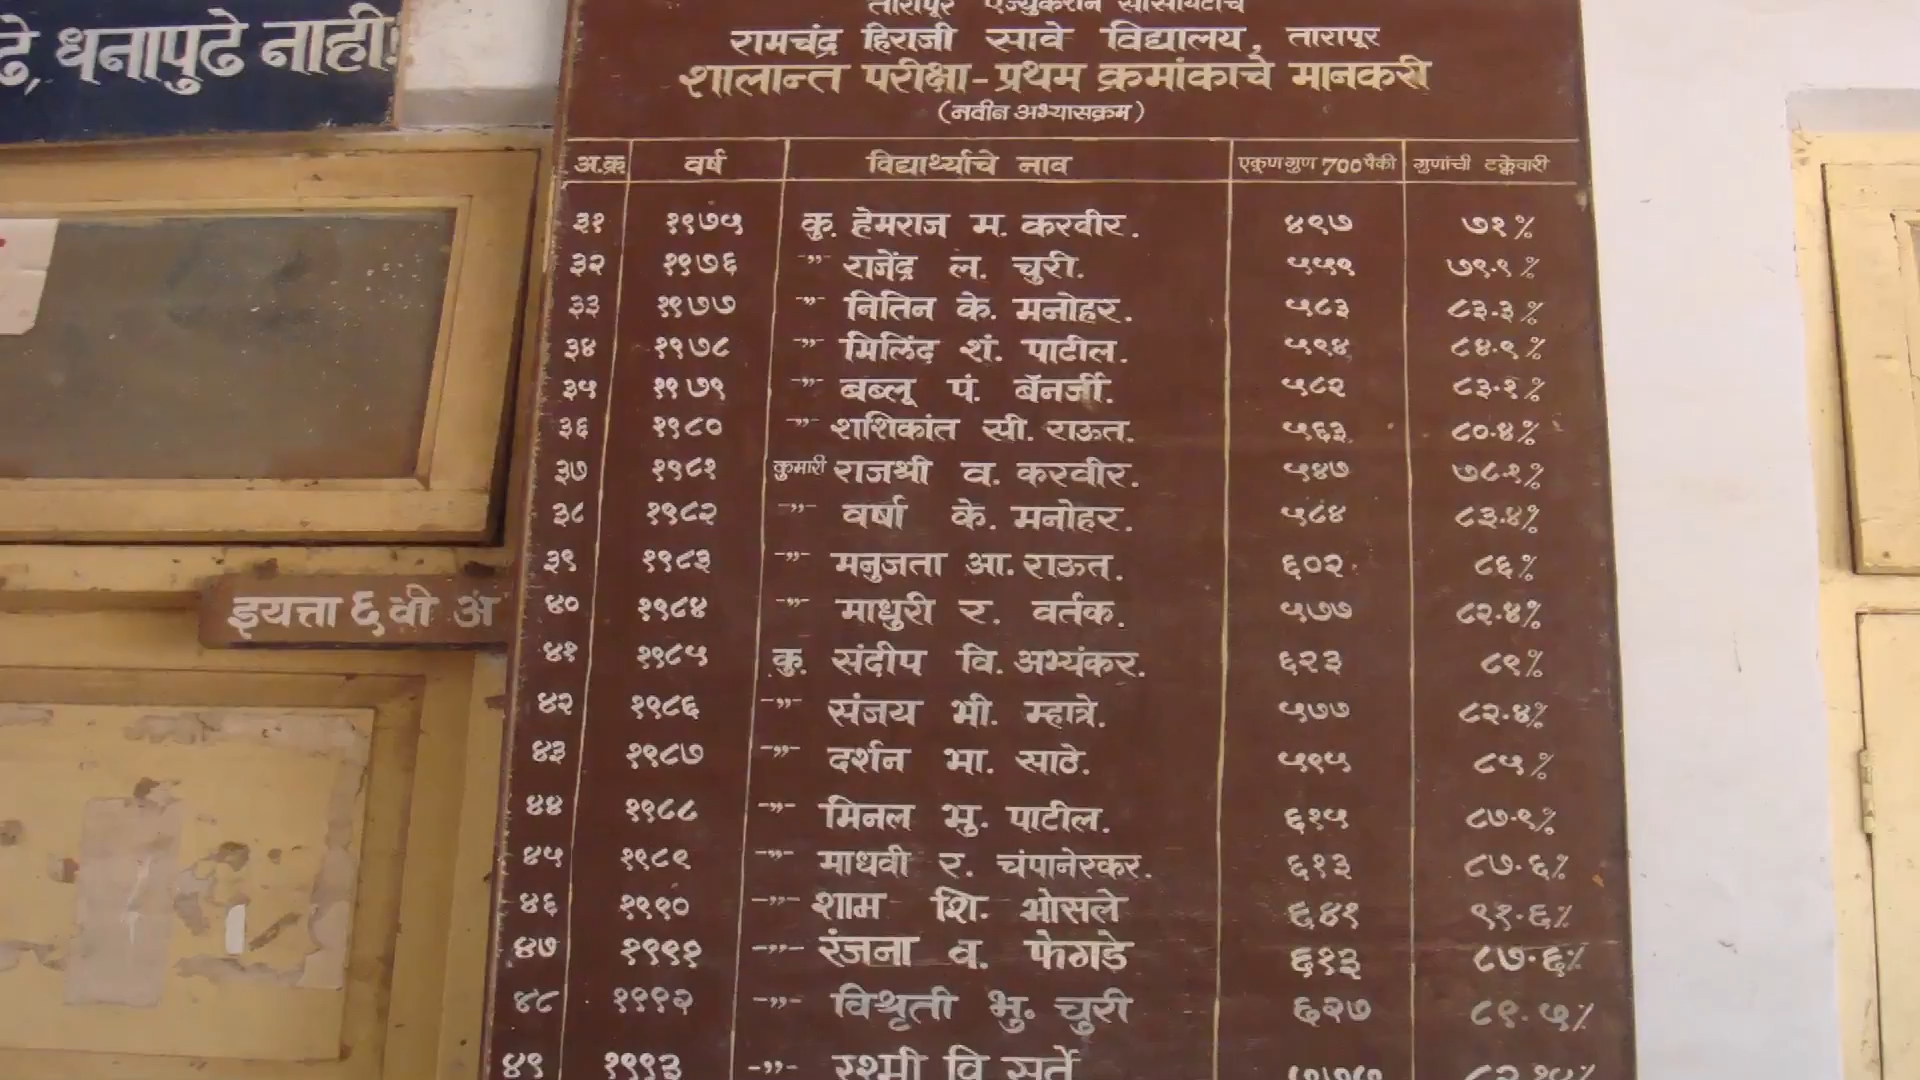 ढे, धनापुढे नाही!
तारापूर एज्युकेशन सोसायटीचे
रामचंद्र हिराजी सावे विद्यालय, तारापूर
शालान्त परीक्षा - प्रथम क्रमांकाचे मानकरी
(नवीन अभ्यासक्रम)
अ.क्र. वर्ष विद्यार्थ्याचे नाव एकूण गुण 700 पैकी गुणांची टक्केवारी
३१ १९७५ कु. हेमराज म. करवीर. ४९७ ७१%
३२ १९७६ -"- राजेंद्र ल. चुरी. ५५९ ७९.९%
३३ १९७७ -"- नितिन के. मनोहर. ५८३ ८३.३%
३४ १९७८ -"- मिलिंद शं. पाटील. ५९४ ८४.९%
३५ १९७९ -"- बब्लू पं. बॅनर्जी. ५८२ ८३.१%
३६ १९८० -"- शशिकांत सी. राऊत. ५६३ ८०.४%
३७ १९८१ कुमारी राजश्री व. करवीर. ५४७ ७८.१%
३८ १९८२ -"- वर्षा के. मनोहर. ५८४ ८३.४%
३९ १९८३ -"- मनुजता आ. राऊत. ६०२ ८६%
४० १९८४ -"- माधुरी र. वर्तक. ५७७ ८२.४%
४१ १९८५ कु. संदीप वि. अभ्यंकर. ६२३ ८९%
४२ १९८६ -"- संजय भी. म्हात्रे. ५७७ ८२.४%
४३ १९८७ -"- दर्शन भा. साठे. ५९५ ८५%
४४ १९८८ -"- मिनल भु. पाटील. ६१५ ८७.९%
४५ १९८९ -"- माधवी र. चंपानेरकर. ६१३ ८७.६%
४६ १९९० -"- शाम शि. भोसले ६४१ ९१.६%
४७ १९९१ -"- रंजना व. फेगडे ६१३ ८७.६%
४८ १९९२ -"- विश्रृती भु. चुरी ६२७ ८९.५%
४९ १९९३ -"- रश्मी वि
इयत्ता ६ वी अ